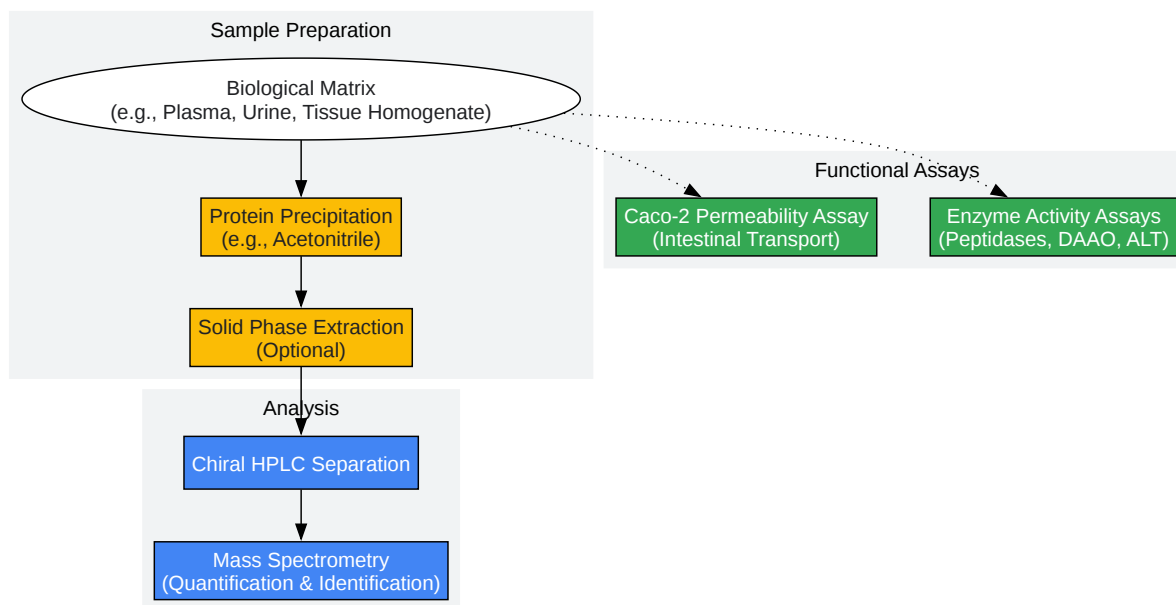 Sample Preparation
Biological Matrix
(e.g., Plasma, Urine, Tissue Homogenate)
Functional Assays
Protein Precipitation
(e.g., Acetonitrile)
Caco-2 Permeability Assay
(Intestinal Transport)
Enzyme Activity Assays
(Peptidases, DAAO, ALT)
Solid Phase Extraction
(Optional)
Analysis
Chiral HPLC Separation
Mass Spectrometry
(Quantification & Identification)